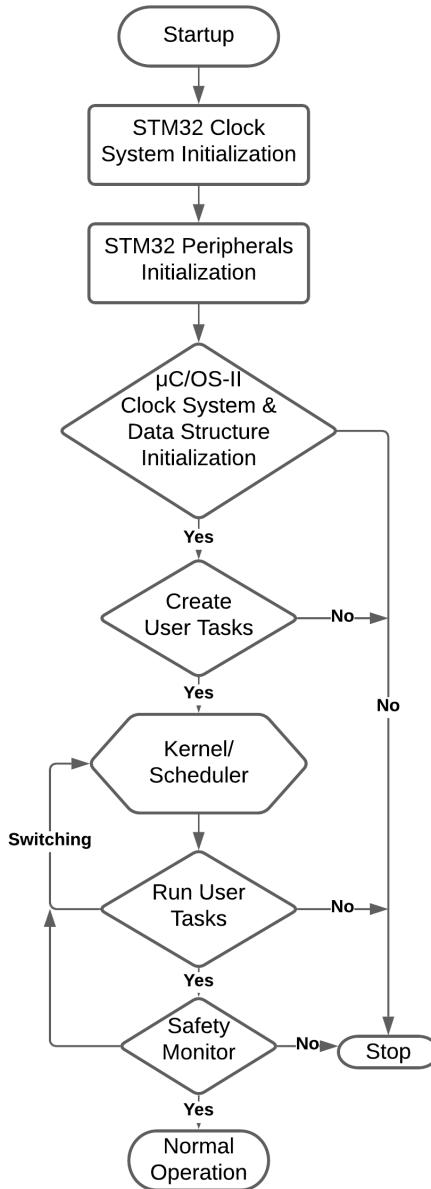 Startup
STM32 Clock
System Initialization
STM32 Peripherals
Initialization
μC/OS-II
Clock System &
Data Structure
Initialization
Yes
Create
User Tasks
No
Yes
No
Kernel/
Scheduler
Switching
Run User
Tasks
No
Yes
Safety
Monitor
No
Stop
Yes
Normal
Operation